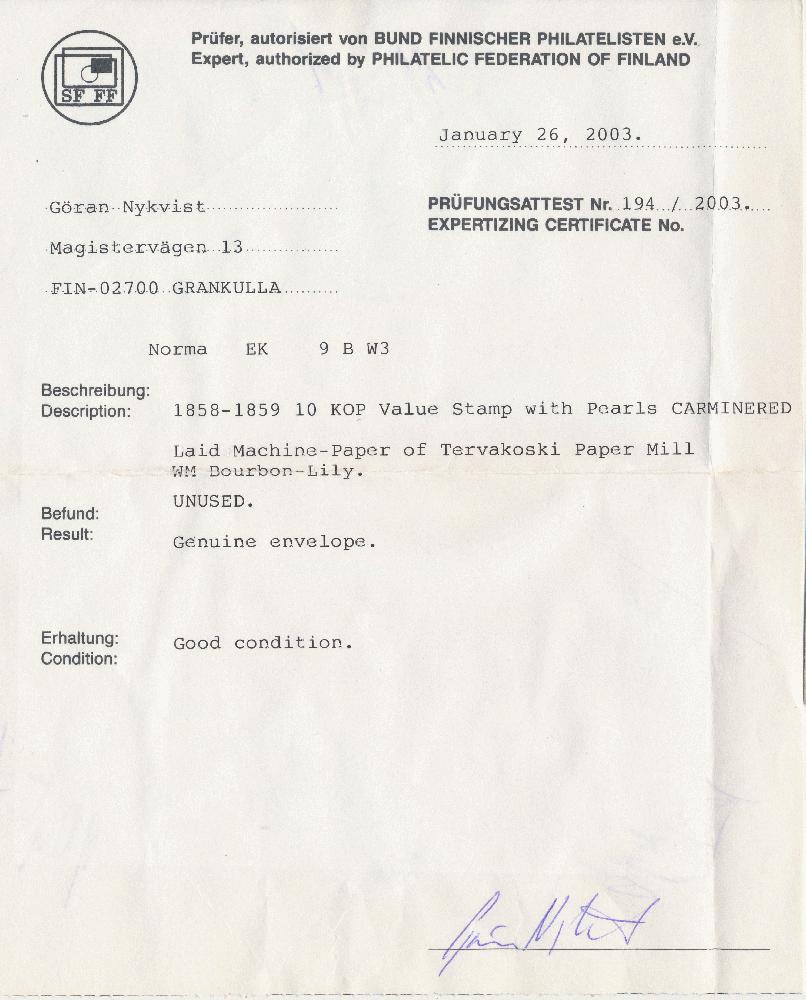 SF FF
Prüfer, autorisiert von BUND FINNISCHER PHILATELISTEN e.V.
Expert, authorized by PHILATELIC FEDERATION OF FINLAND
January 26, 2003.
Göran Nykvist
PRÜFUNGSATTEST Nr. 194 / 2003.
EXPERTIZING CERTIFICATE No.
Magistervägen 13
FIN-02700 GRANKULLA
Norma EK 9 B W3
Beschreibung:
Description: 1858-1859 10 KOP Value Stamp with Pearls CARMINERED
Laid Machine-Paper of Tervakoski Paper Mill
WM Bourbon-Lily.
UNUSED.
Befund:
Result:
Genuine envelope.
Erhaltung:
Condition:
Good condition.
Göran Nykvist